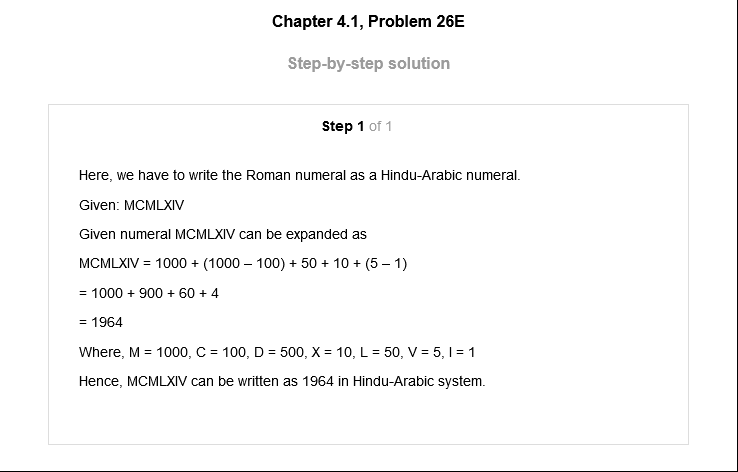 Chapter 4.1, Problem 26E
Step-by-step solution
Step 1 of 1
Here, we have to write the Roman numeral as a Hindu-Arabic numeral.
Given: MCMLXIV
Given numeral MCMLXIV can be expanded as
MCMLXIV = 1000 + (1000 – 100) + 50 + 10 + (5 – 1)
= 1000 + 900 + 60 + 4
= 1964
Where, M = 1000, C = 100, D = 500, X = 10, L = 50, V = 5, I = 1
Hence, MCMLXIV can be written as 1964 in Hindu-Arabic system.